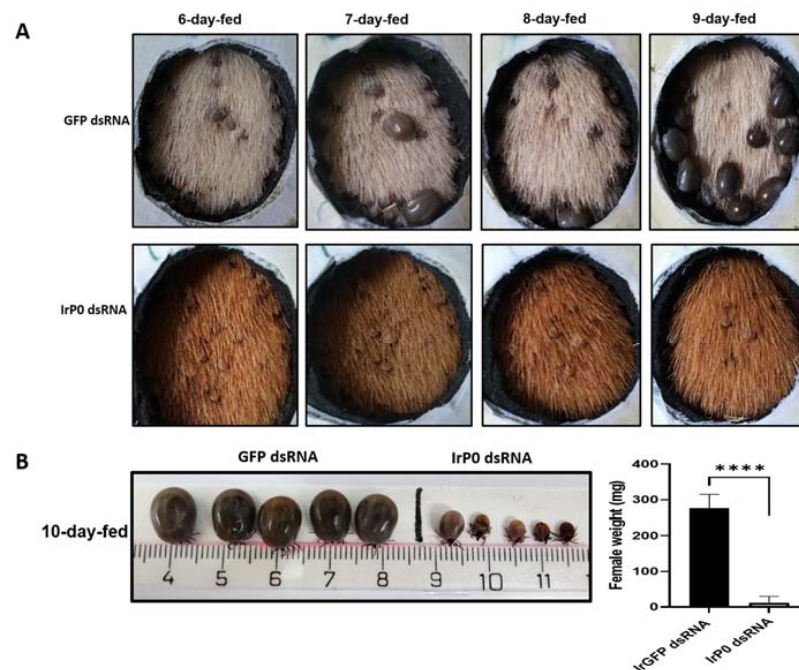 A
6-day-fed 7-day-fed 8-day-fed 9-day-fed
GFP dsRNA
IrP0 dsRNA
B
GFP dsRNA IrP0 dsRNA
10-day-fed
4 5 6 7 8 9 10 11
Female weight (mg)
400
300
200
100
0
****
IrGFP dsRNA
IrP0 dsRNA